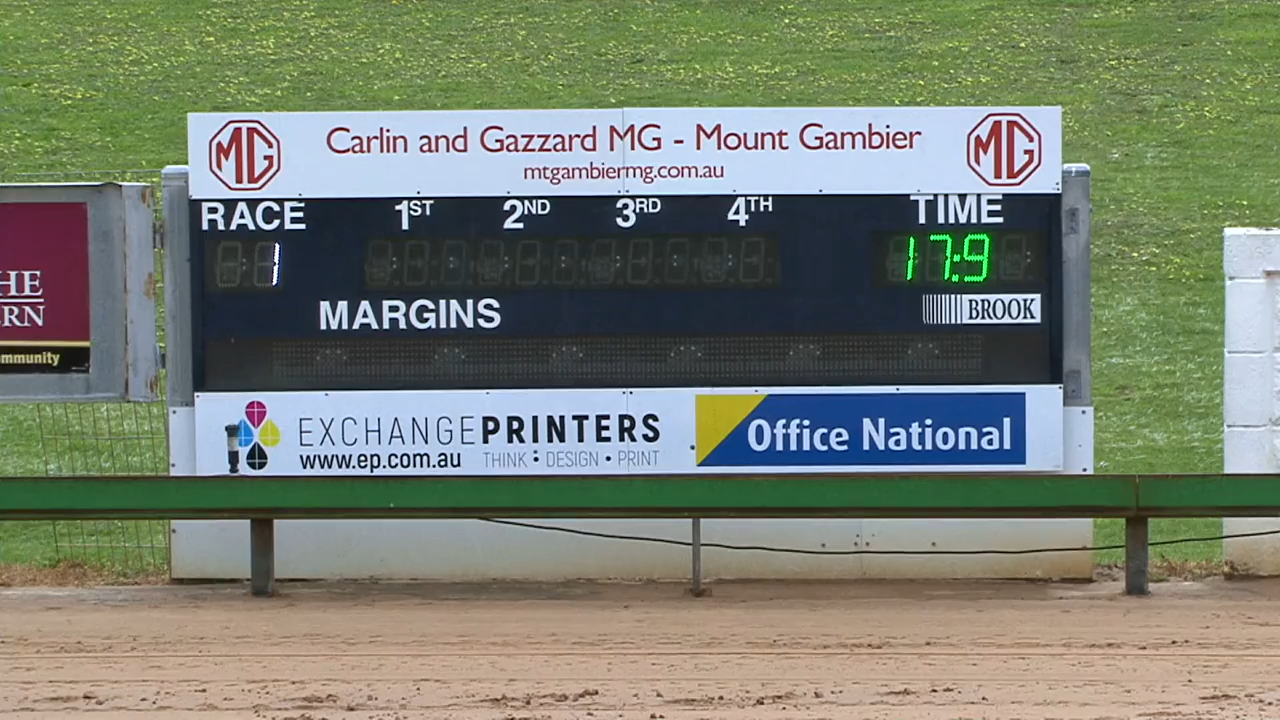 MG Carlin and Gazzard MG - Mount Gambier MG
mtgambiermg.com.au
RACE 1ST 2ND 3RD 4TH TIME
1 17:9
MARGINS BROOK
HE
RN
mmunity
EXCHANGEPRINTERS
www.ep.com.au THINK : DESIGN • PRINT
Office National